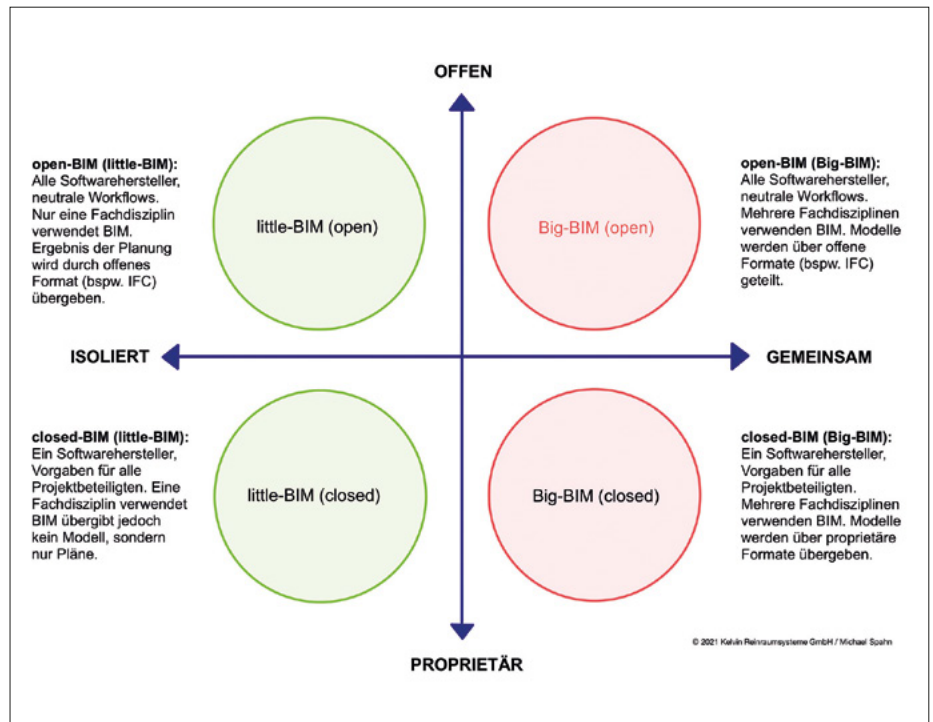 OFFEN
open-BIM (little-BIM):
Alle Softwarehersteller,
neutrale Workflows.
Nur eine Fachdisziplin
verwendet BIM.
Ergebnis der Planung
wird durch offenes
Format (bspw. IFC)
übergeben.
little-BIM (open)
Big-BIM (open)
open-BIM (Big-BIM):
Alle Softwarehersteller,
neutrale Workflows.
Mehrere Fachdisziplinen
verwenden BIM. Modelle
werden über offene
Formate (bspw. IFC)
geteilt.
ISOLIERT
GEMEINSAM
closed-BIM (little-BIM):
Ein Softwarehersteller,
Vorgaben für alle
Projektbeteiligten. Eine
Fachdisziplin verwendet
BIM übergibt jedoch
kein Modell, sondern
nur Pläne.
little-BIM (closed)
Big-BIM (closed)
closed-BIM (Big-BIM):
Ein Softwarehersteller,
Vorgaben für alle
Projektbeteiligten.
Mehrere Fachdisziplinen
verwenden BIM. Modelle
werden über proprietäre
Formate übergeben.
© 2021 Kelvin Reinraumsysteme GmbH / Michael Spahn
PROPRIETÄR